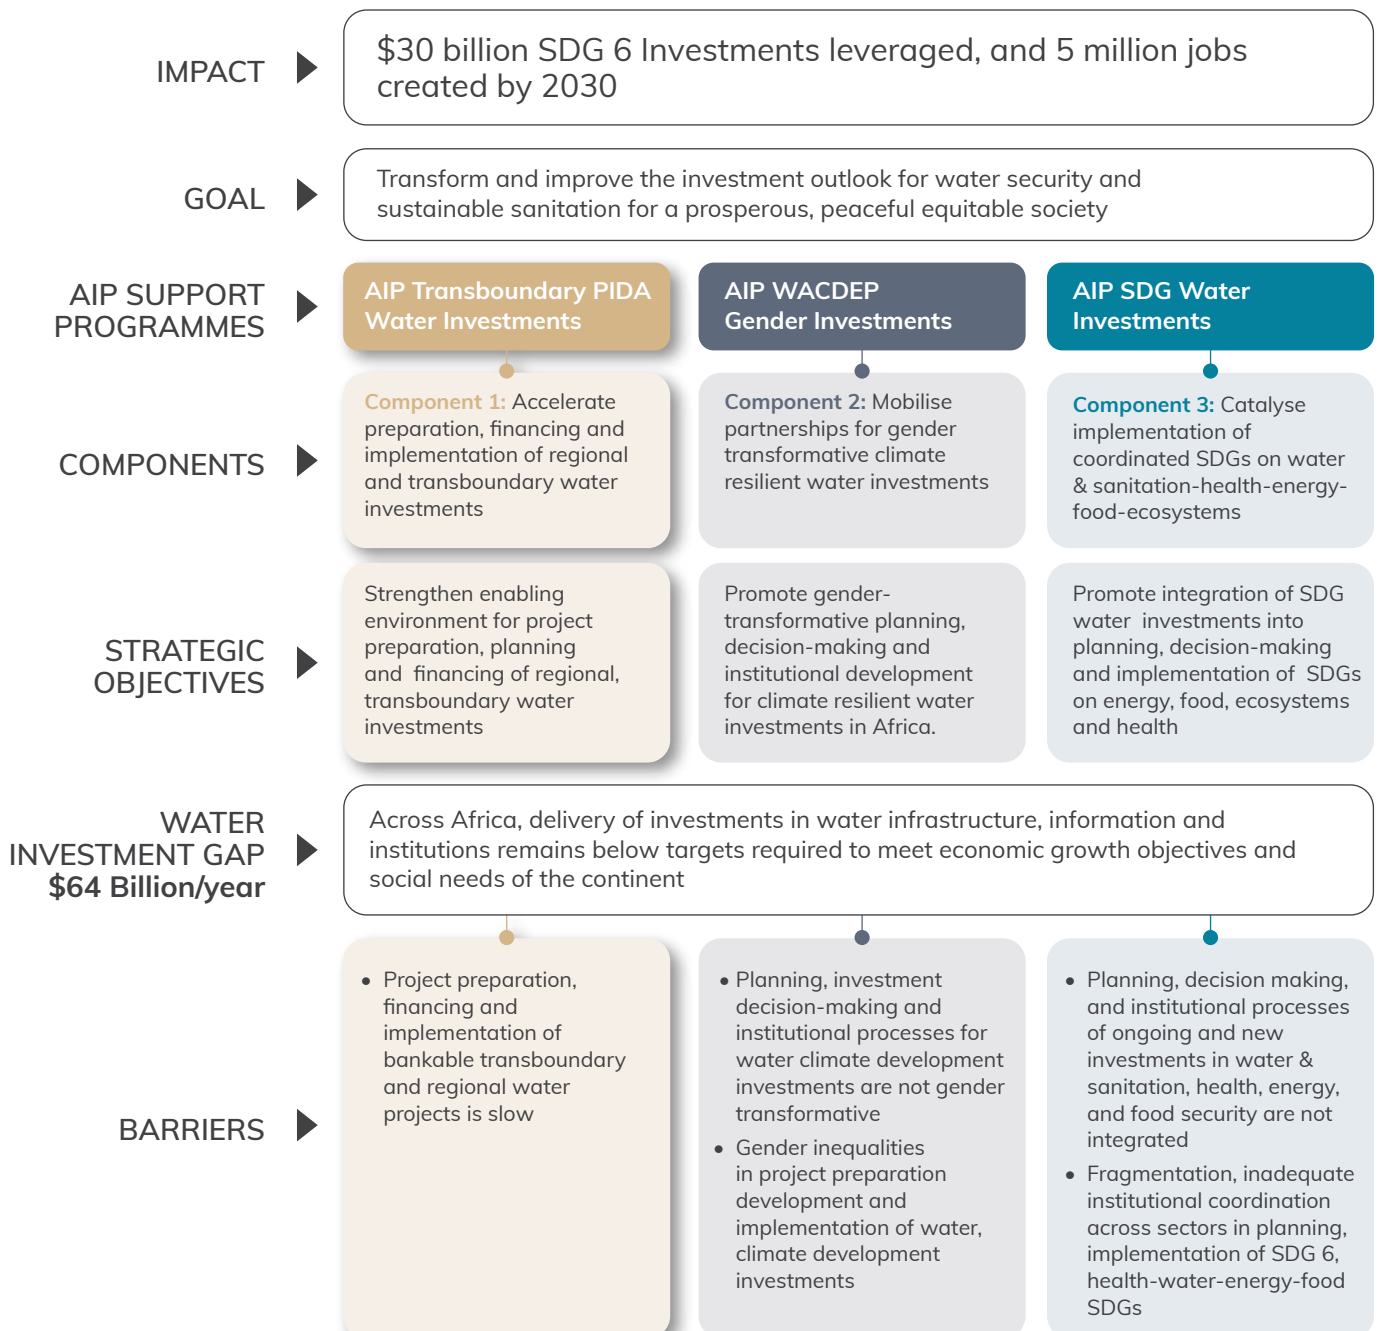 IMPACT
$30 billion SDG 6 Investments leveraged, and 5 million jobs
created by 2030
GOAL
Transform and improve the investment outlook for water security and
sustainable sanitation for a prosperous, peaceful equitable society
AIP SUPPORT
PROGRAMMES
AIP Transboundary PIDA
Water Investments
AIP WACDEP
Gender Investments
AIP SDG Water
Investments
COMPONENTS
Component 1: Accelerate
preparation, financing and
implementation of regional
and transboundary water
investments
Component 2: Mobilise
partnerships for gender
transformative climate
resilient water investments
Component 3: Catalyse
implementation of
coordinated SDGs on water
& sanitation-health-energy-
food-ecosystems
STRATEGIC
OBJECTIVES
Strengthen enabling
environment for project
preparation, planning
and financing of regional,
transboundary water
investments
Promote gender-
transformative planning,
decision-making and
institutional development
for climate resilient water
investments in Africa.
Promote integration of SDG
water investments into
planning, decision-making
and implementation of SDGs
on energy, food, ecosystems
and health
WATER
INVESTMENT GAP
$64 Billion/year
Across Africa, delivery of investments in water infrastructure, information and
institutions remains below targets required to meet economic growth objectives and
social needs of the continent
BARRIERS
• Project preparation,
financing and
implementation of
bankable transboundary
and regional water
projects is slow
• Planning, investment
decision-making and
institutional processes for
water climate development
investments are not gender
transformative
• Gender inequalities
in project preparation
development and
implementation of water,
climate development
investments
• Planning, decision making,
and institutional processes
of ongoing and new
investments in water &
sanitation, health, energy,
and food security are not
integrated
• Fragmentation, inadequate
institutional coordination
across sectors in planning,
implementation of SDG 6,
health-water-energy-food
SDGs